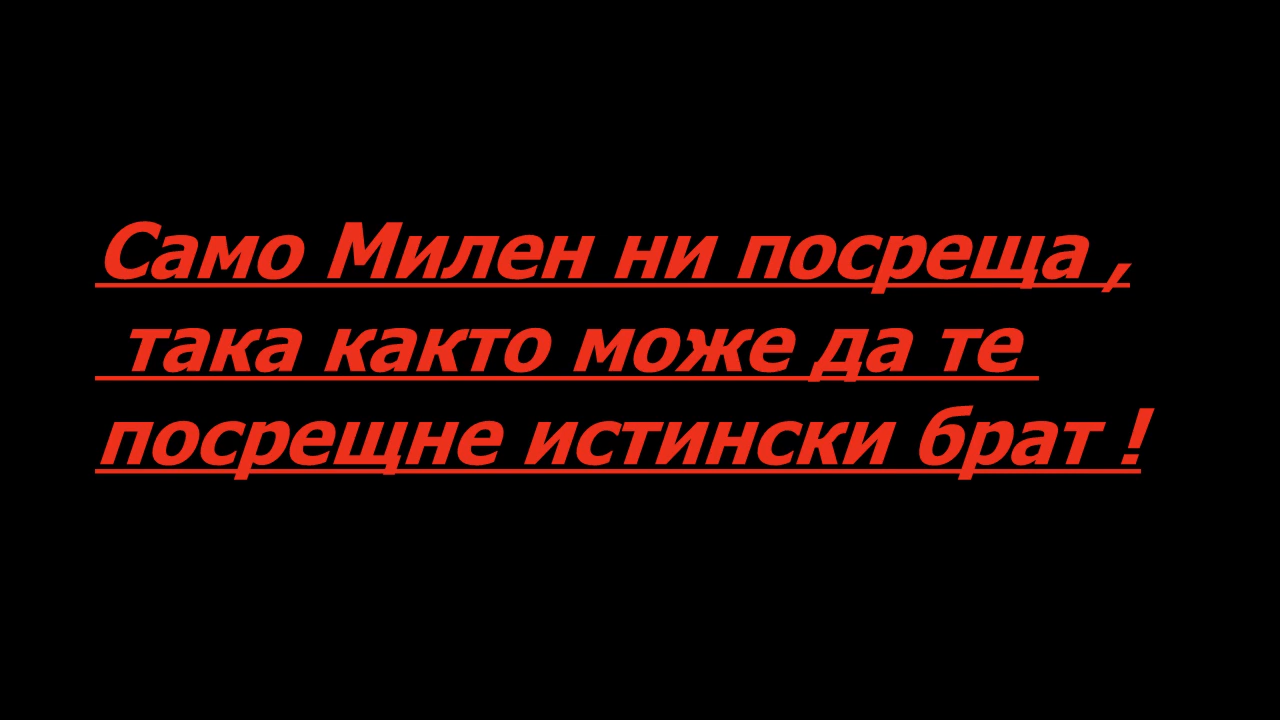 Само Милен ни посреща ,
така както може да те
посрещне истински брат !